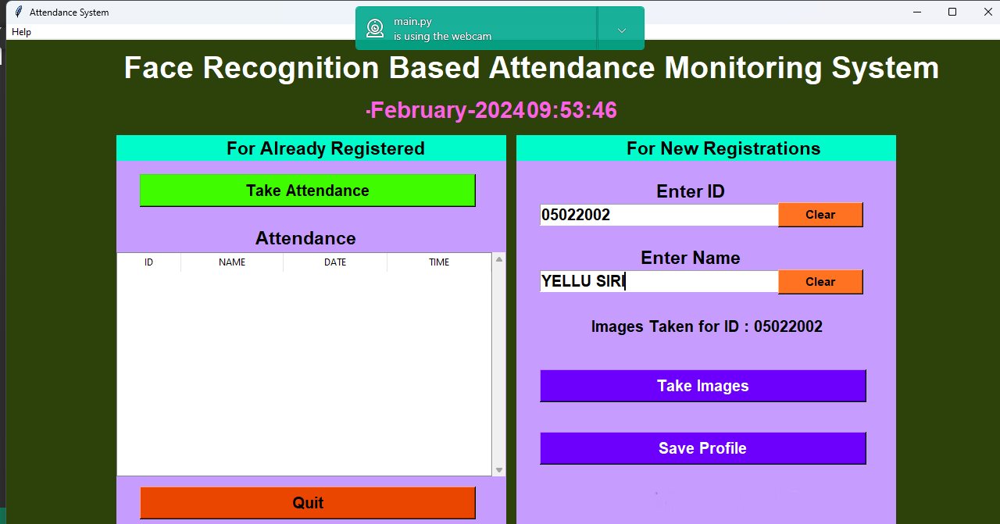 Attendance System
Help
main.py
is using the webcam
Face Recognition Based Attendance Monitoring System
-February-2024 09:53:46
For Already Registered
Take Attendance
Attendance
ID NAME DATE TIME
Quit
For New Registrations
Enter ID
05022002 Clear
Enter Name
YELLU SIRI Clear
Images Taken for ID : 05022002
Take Images
Save Profile